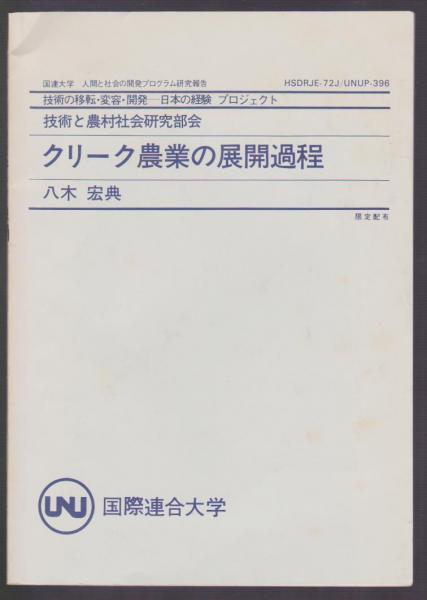 国連大学 人間と社会の開発プログラム研究報告 HSDRJE-72J/UNUP-396
技術の移転・変容・開発—日本の経験 プロジェクト
技術と農村社会研究部会
クリーク農業の展開過程
八木 宏典
限定配布
UNU 国際連合大学